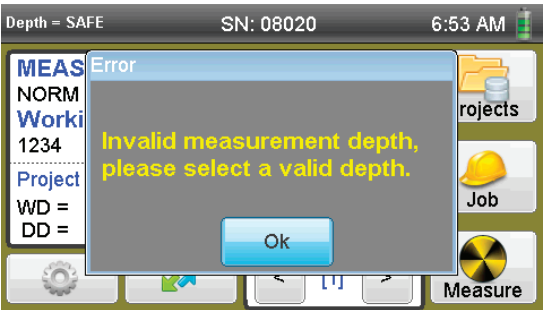 Depth = SAFE SN: 08020 6:53 AM
Error
MEAS
NORM
Worki
1234
Project
WD =
DD =
Invalid measurement depth,
please select a valid depth.
Ok
rojects
Job
Measure
< >